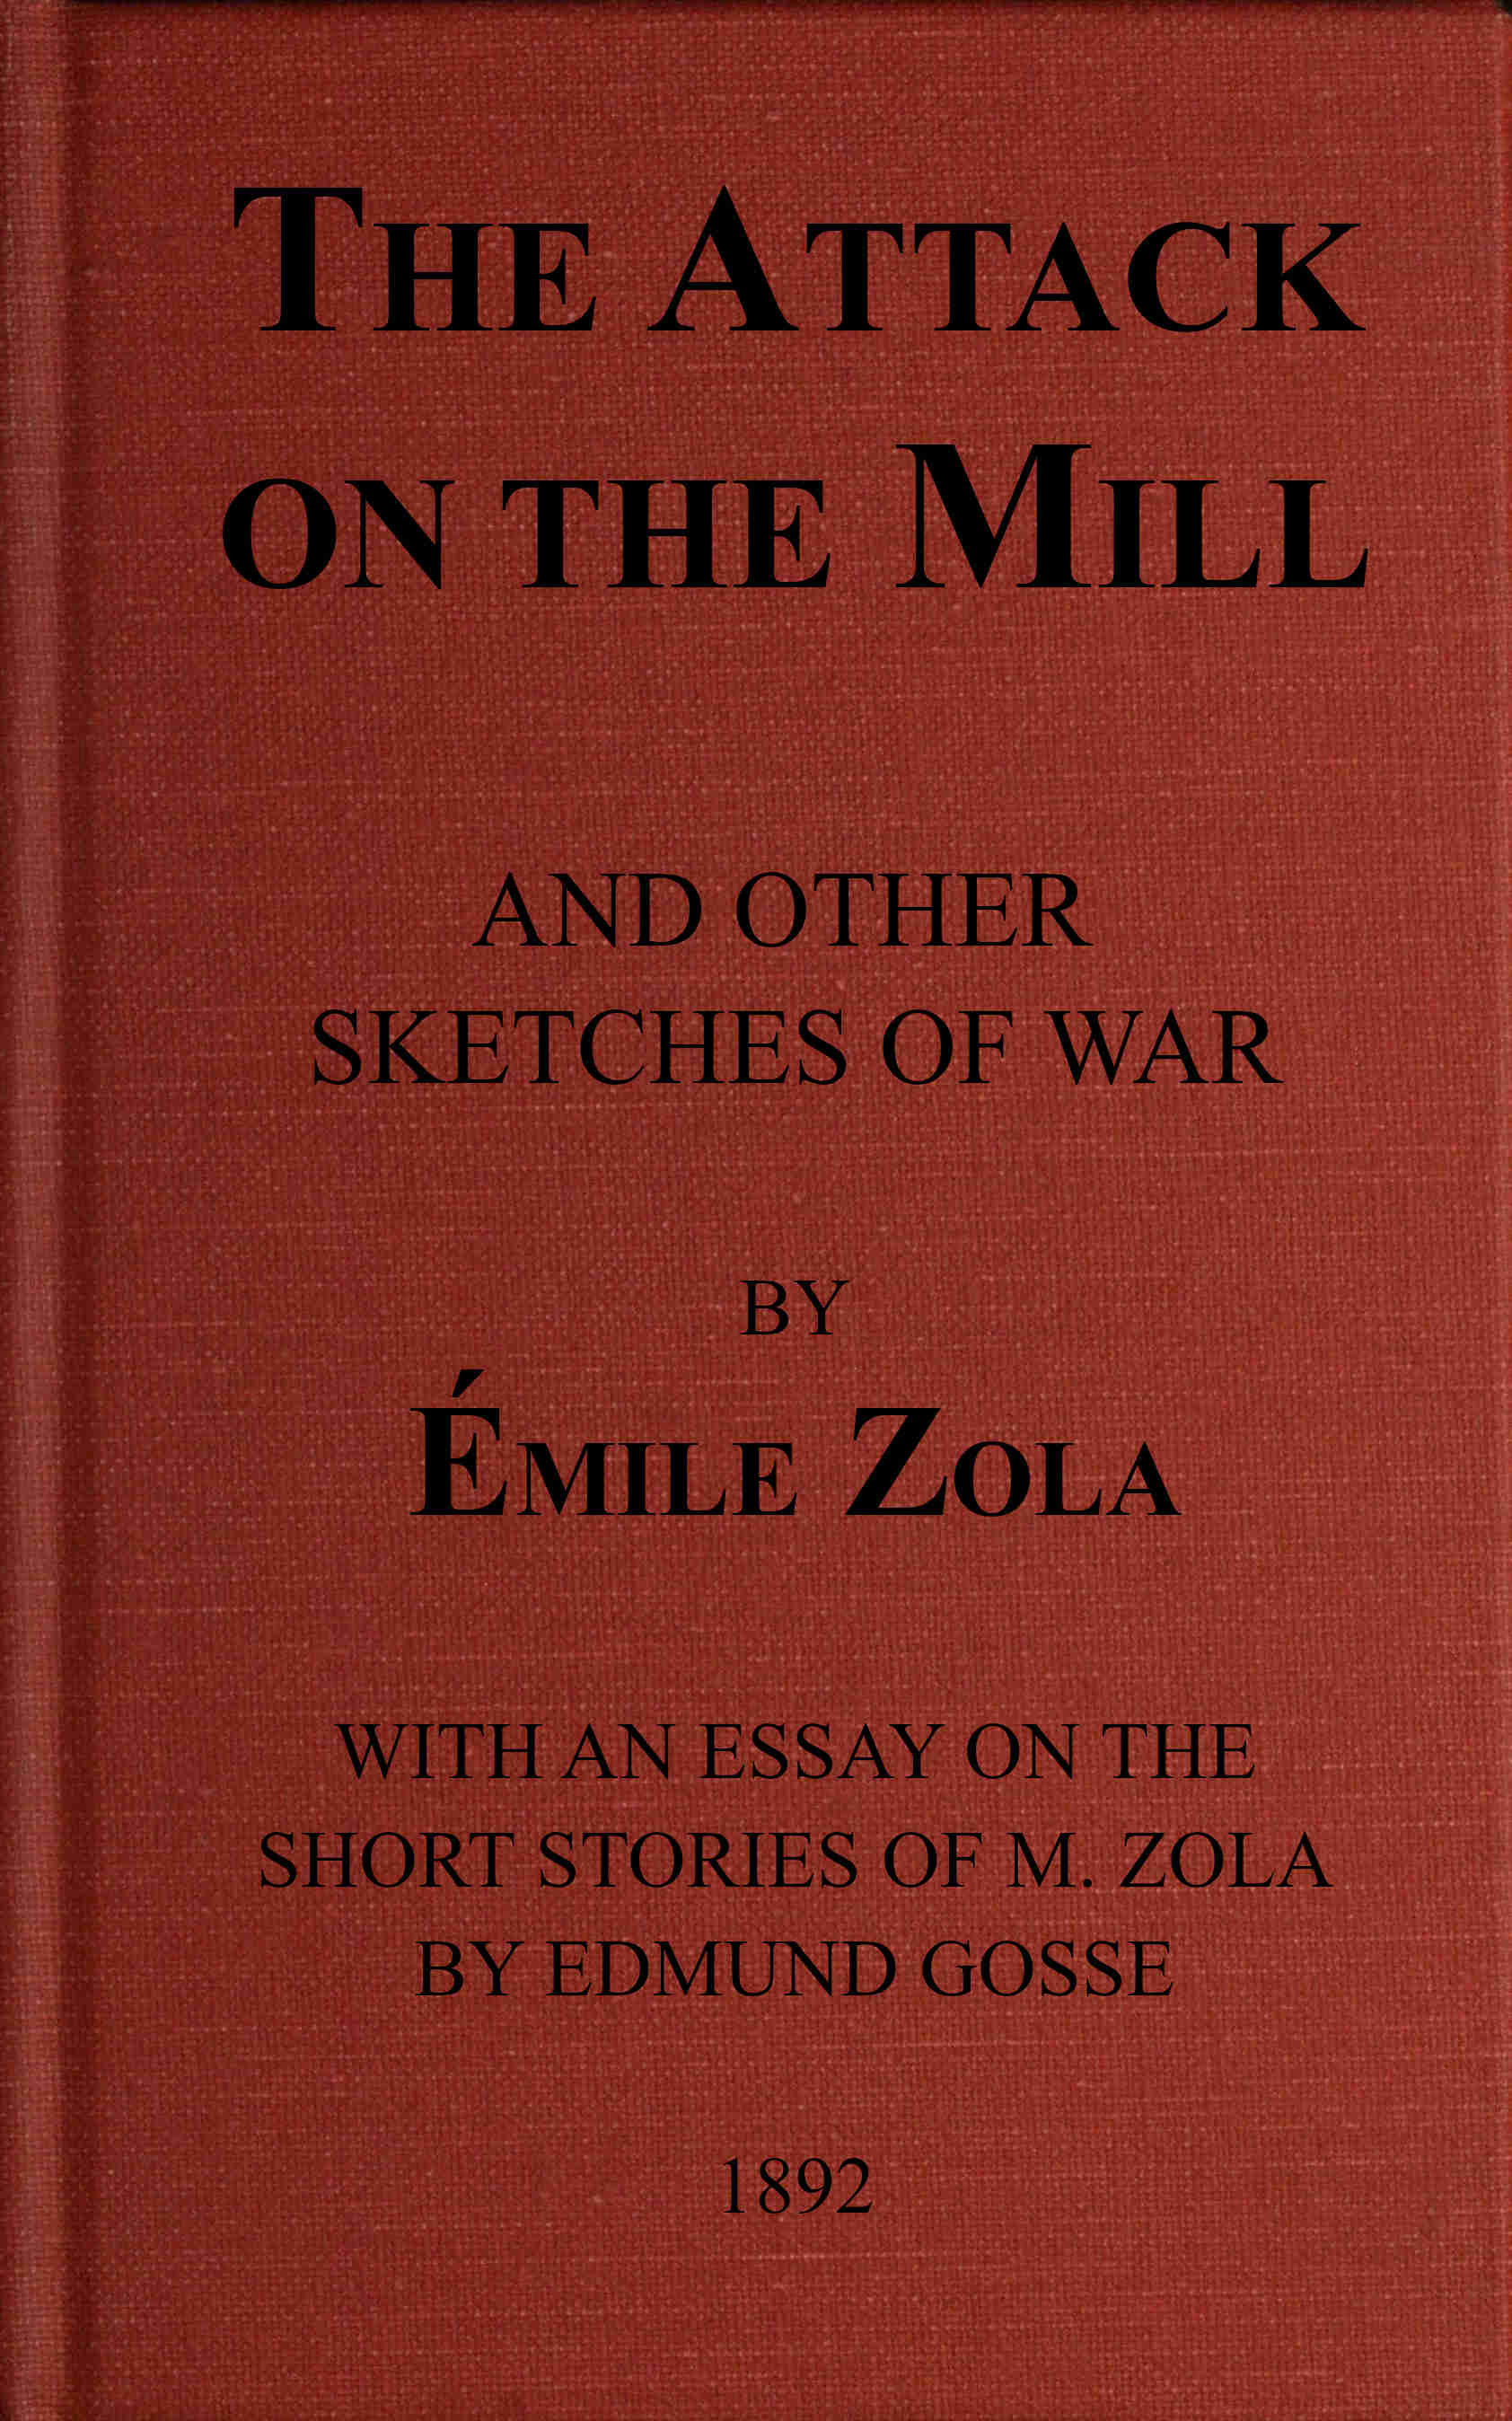 The Attack
on the Mill
AND OTHER
SKETCHES OF WAR
BY
Émile Zola
WITH AN ESSAY ON THE
SHORT STORIES OF M. ZOLA
BY EDMUND GOSSE
1892